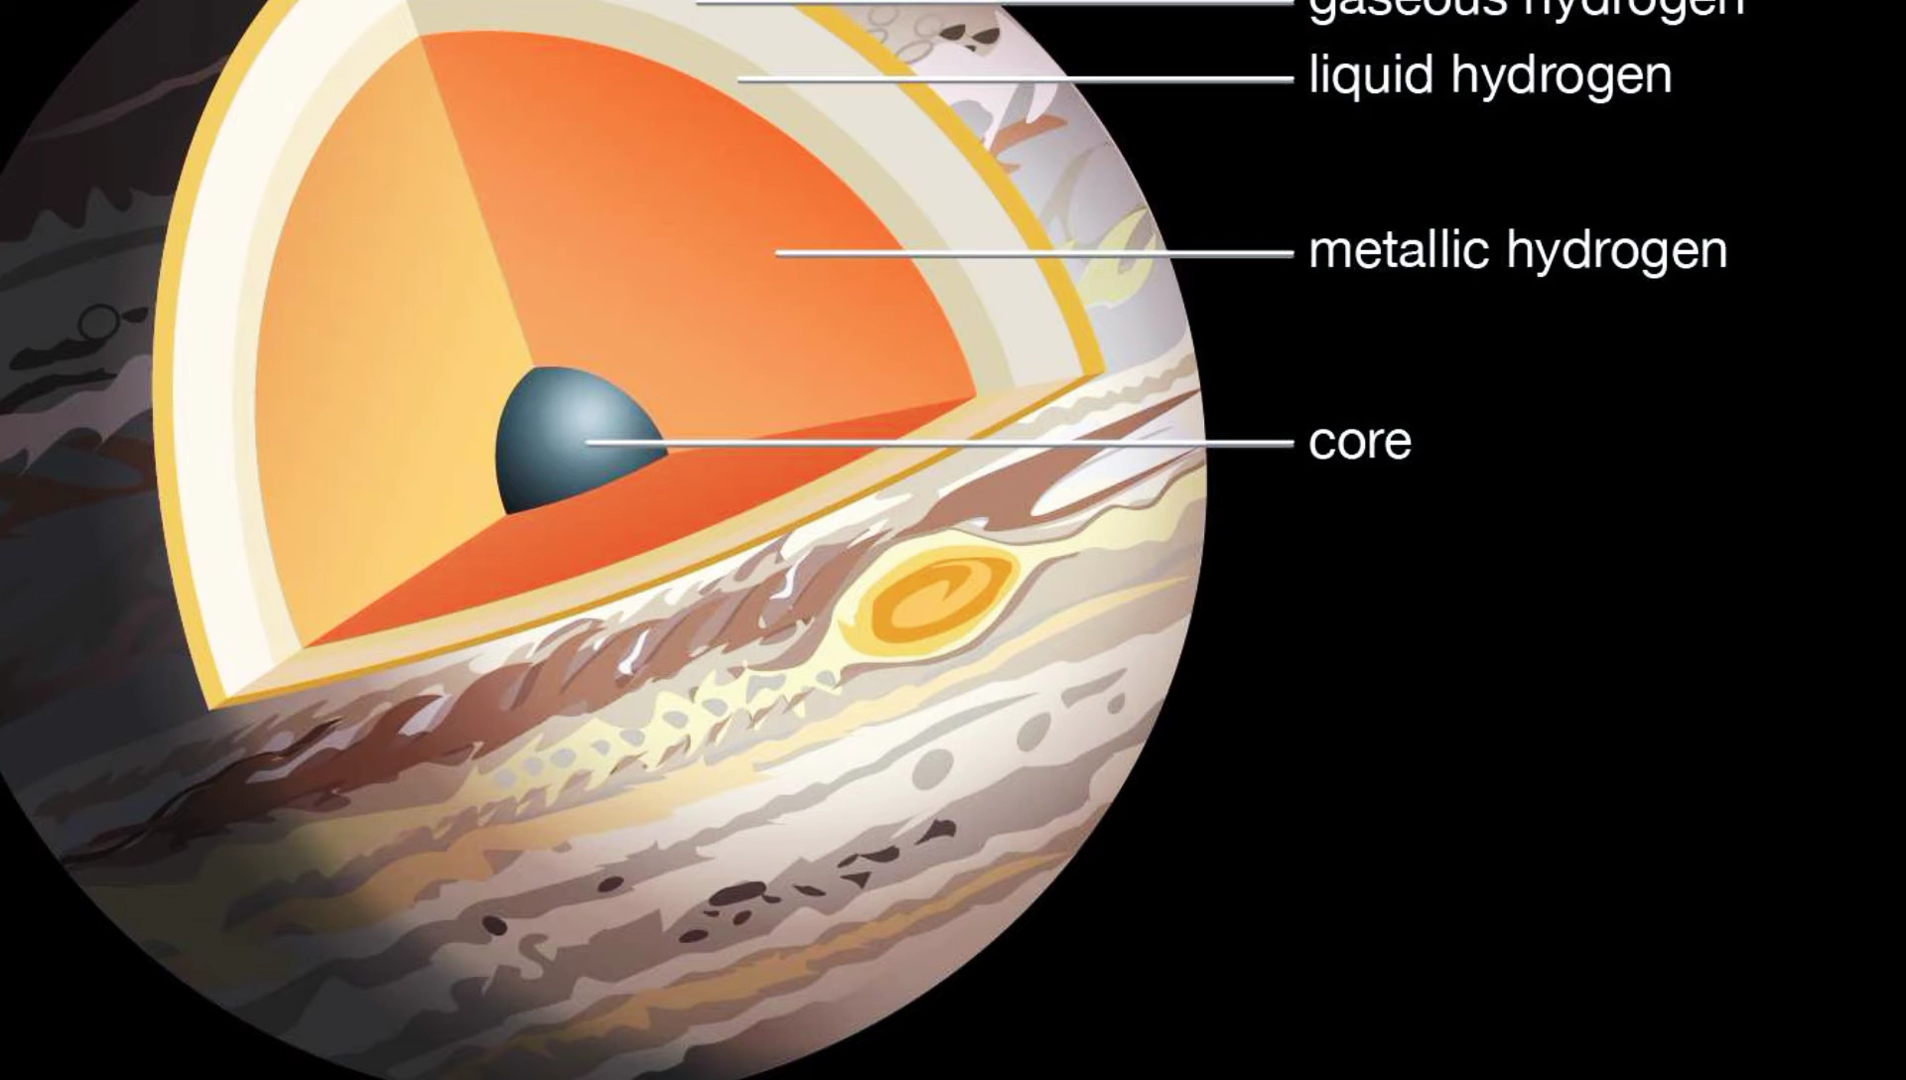 gaseous hydrogen
liquid hydrogen
metallic hydrogen
core